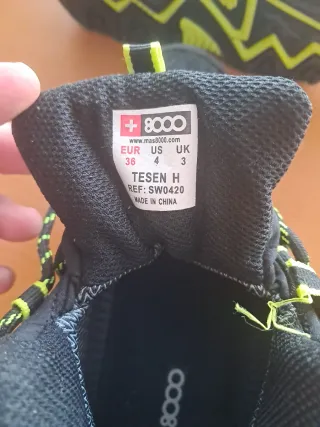 +8000
www.mas8000.com
EUR US UK
36 4 3
TESEN H
REF: SW0420
MADE IN CHINA
8000